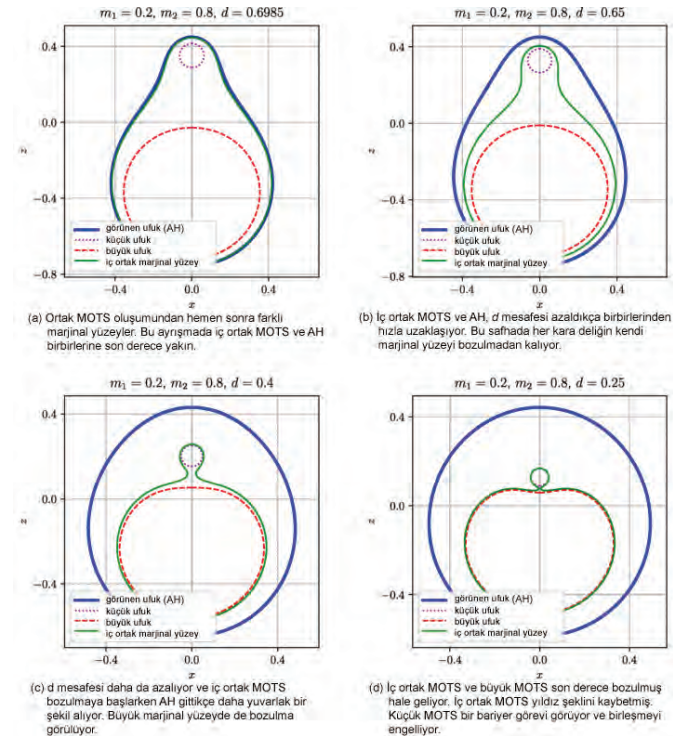 m₁ = 0.2, m₂ = 0.8, d = 0.6985
0.4
0.0
−0.4
−0.8
z
görünen ufuk (AH)
küçük ufuk
büyük ufuk
iç ortak marjinal yüzey
−0.4
0.0
0.4
x
(a) Ortak MOTS oluşumundan hemen sonra farklı
marjinal yüzeyler. Bu ayrışmada iç ortak MOTS ve AH
birbirlerine son derece yakın.
m₁ = 0.2, m₂ = 0.8, d = 0.65
0.4
0.0
−0.4
−0.8
z
görünen ufuk (AH)
küçük ufuk
büyük ufuk
iç ortak marjinal yüzey
−0.4
0.0
0.4
x
(b) İç ortak MOTS ve AH, d mesafesi azaldıkça birbirlerinden
hızla uzaklaşıyor. Bu safhada her kara deliğin kendi
marjinal yüzeyi bozulmadan kalıyor.
m₁ = 0.2, m₂ = 0.8, d = 0.4
0.4
0.0
−0.4
z
görünen ufuk (AH)
küçük ufuk
büyük ufuk
iç ortak marjinal yüzey
−0.4
0.0
0.4
x
(c) d mesafesi daha da azalıyor ve iç ortak MOTS
bozulmaya başlarken AH gittikçe daha yuvarlak bir
şekil alıyor. Büyük marjinal yüzeyde de bozulma
görülüyor.
m₁ = 0.2, m₂ = 0.8, d = 0.25
0.4
0.0
−0.4
z
görünen ufuk (AH)
küçük ufuk
büyük ufuk
iç ortak marjinal yüzey
−0.4
0.0
0.4
x
(d) İç ortak MOTS ve büyük MOTS son derece bozulmuş
hale geliyor. İç ortak MOTS yıldız şeklini kaybetmiş.
Küçük MOTS bir bariyer görevi görüyor ve birleşmeyi
engelliyor.